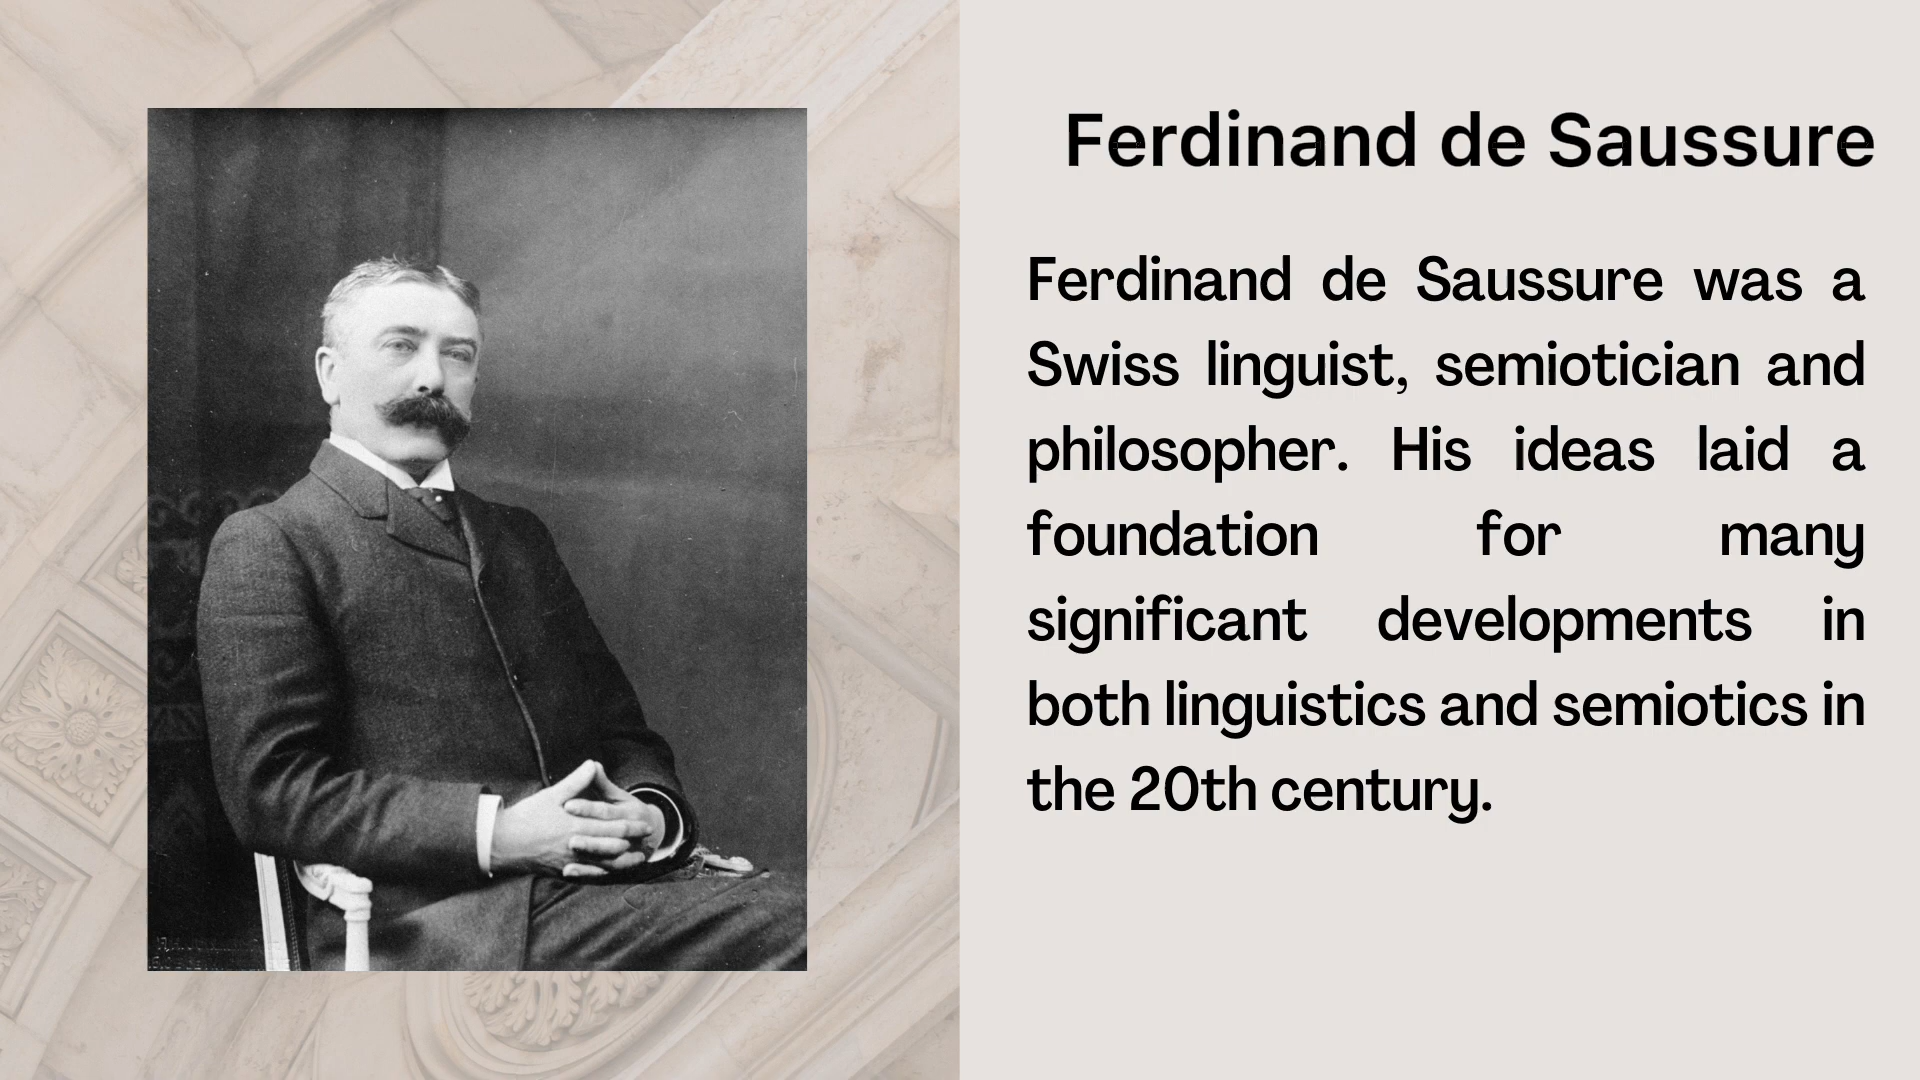 Ferdinand de Saussure
Ferdinand de Saussure was a
Swiss linguist, semiotician and
philosopher. His ideas laid a
foundation for many
significant developments in
both linguistics and semiotics in
the 20th century.